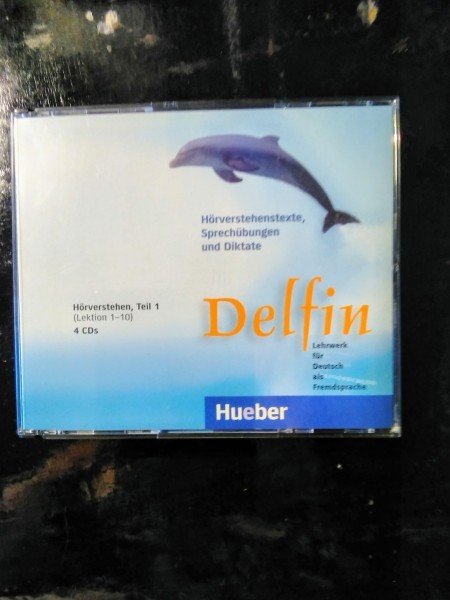 Hörverstehenstexte,
Sprechübungen
und Diktate
Hörverstehen, Teil 1
(Lektion 1–10)
4 CDs
Delfin
Lehrwerk
für
Deutsch
als
Fremdsprache
Hueber